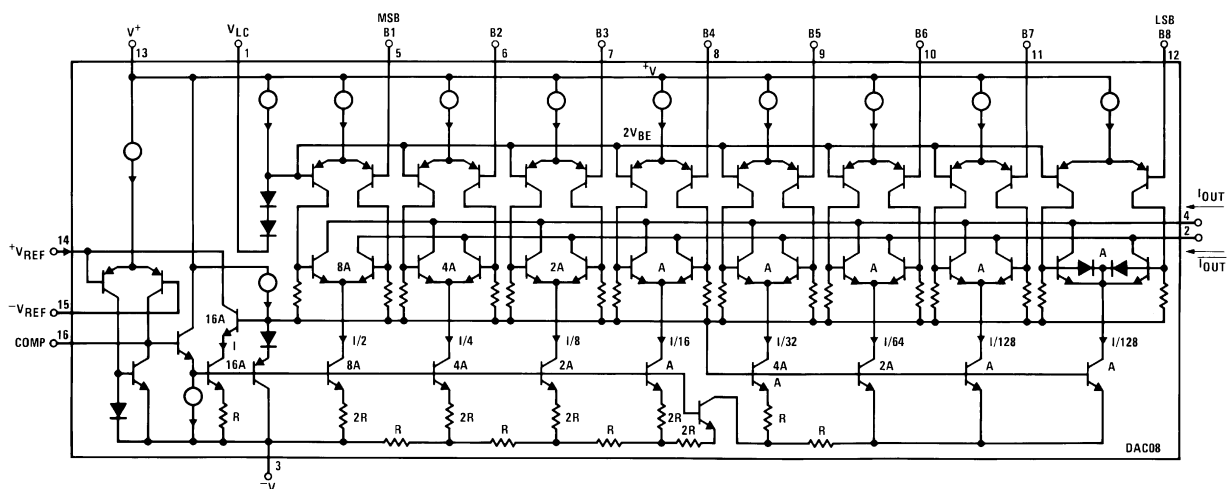 MSB
LSB
V+ VLC B1 B2 B3 B4 B5 B6 B7 B8
13 1 5 6 7 8 9 10 11 12
+V
2VBE
IOUT
4
14
+VREF
2
8A 4A 2A A A A A A
IOUT
15
-VREF
16A
16
COMP
I I/2 I/4 I/8 I/16 I/32 I/64 I/128 I/128
16A 8A 4A 2A A 4A 2A A A
A
R 2R 2R 2R 2R R
R R R 2R R
DAC08
3
-V